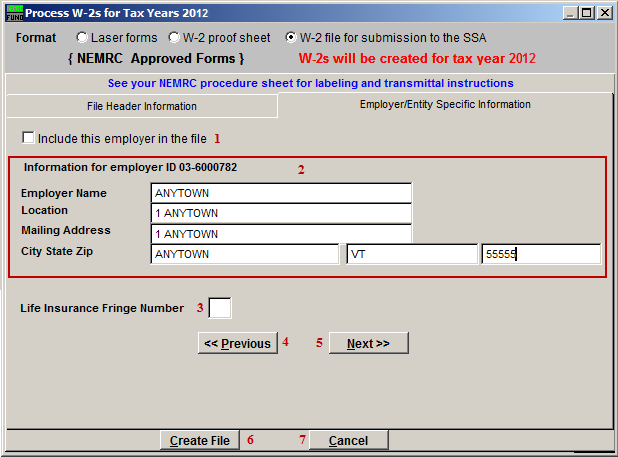 FUND Process W-2s for Tax Years 2012
Format Laser forms W-2 proof sheet W-2 file for submission to the SSA
{ NEMRC Approved Forms } W-2s will be created for tax year 2012
See your NEMRC procedure sheet for labeling and transmittal instructions
File Header Information Employer/Entity Specific Information
Include this employer in the file 1
Information for employer ID 03-6000782 2
Employer Name ANYTOWN
Location 1 ANYTOWN
Mailing Address 1 ANYTOWN
City State Zip ANYTOWN VT 55555
Life Insurance Fringe Number 3
<< Previous 4 5 Next >>
Create File 6 7 Cancel